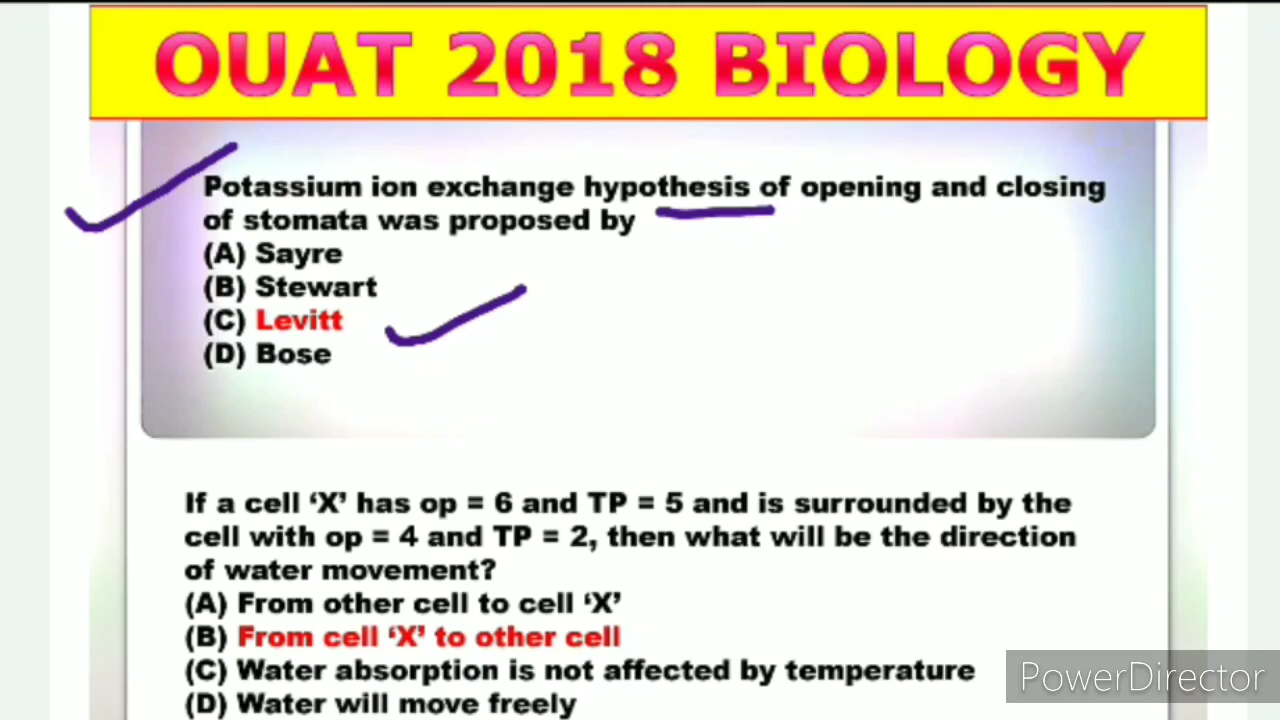 OUAT 2018 BIOLOGY
Potassium ion exchange hypothesis of opening and closing
of stomata was proposed by
(A) Sayre
(B) Stewart
(C) Levitt
(D) Bose
If a cell ‘X’ has op = 6 and TP = 5 and is surrounded by the
cell with op = 4 and TP = 2, then what will be the direction
of water movement?
(A) From other cell to cell ‘X’
(B) From cell ‘X’ to other cell
(C) Water absorption is not affected by temperature
(D) Water will move freely
PowerDirector